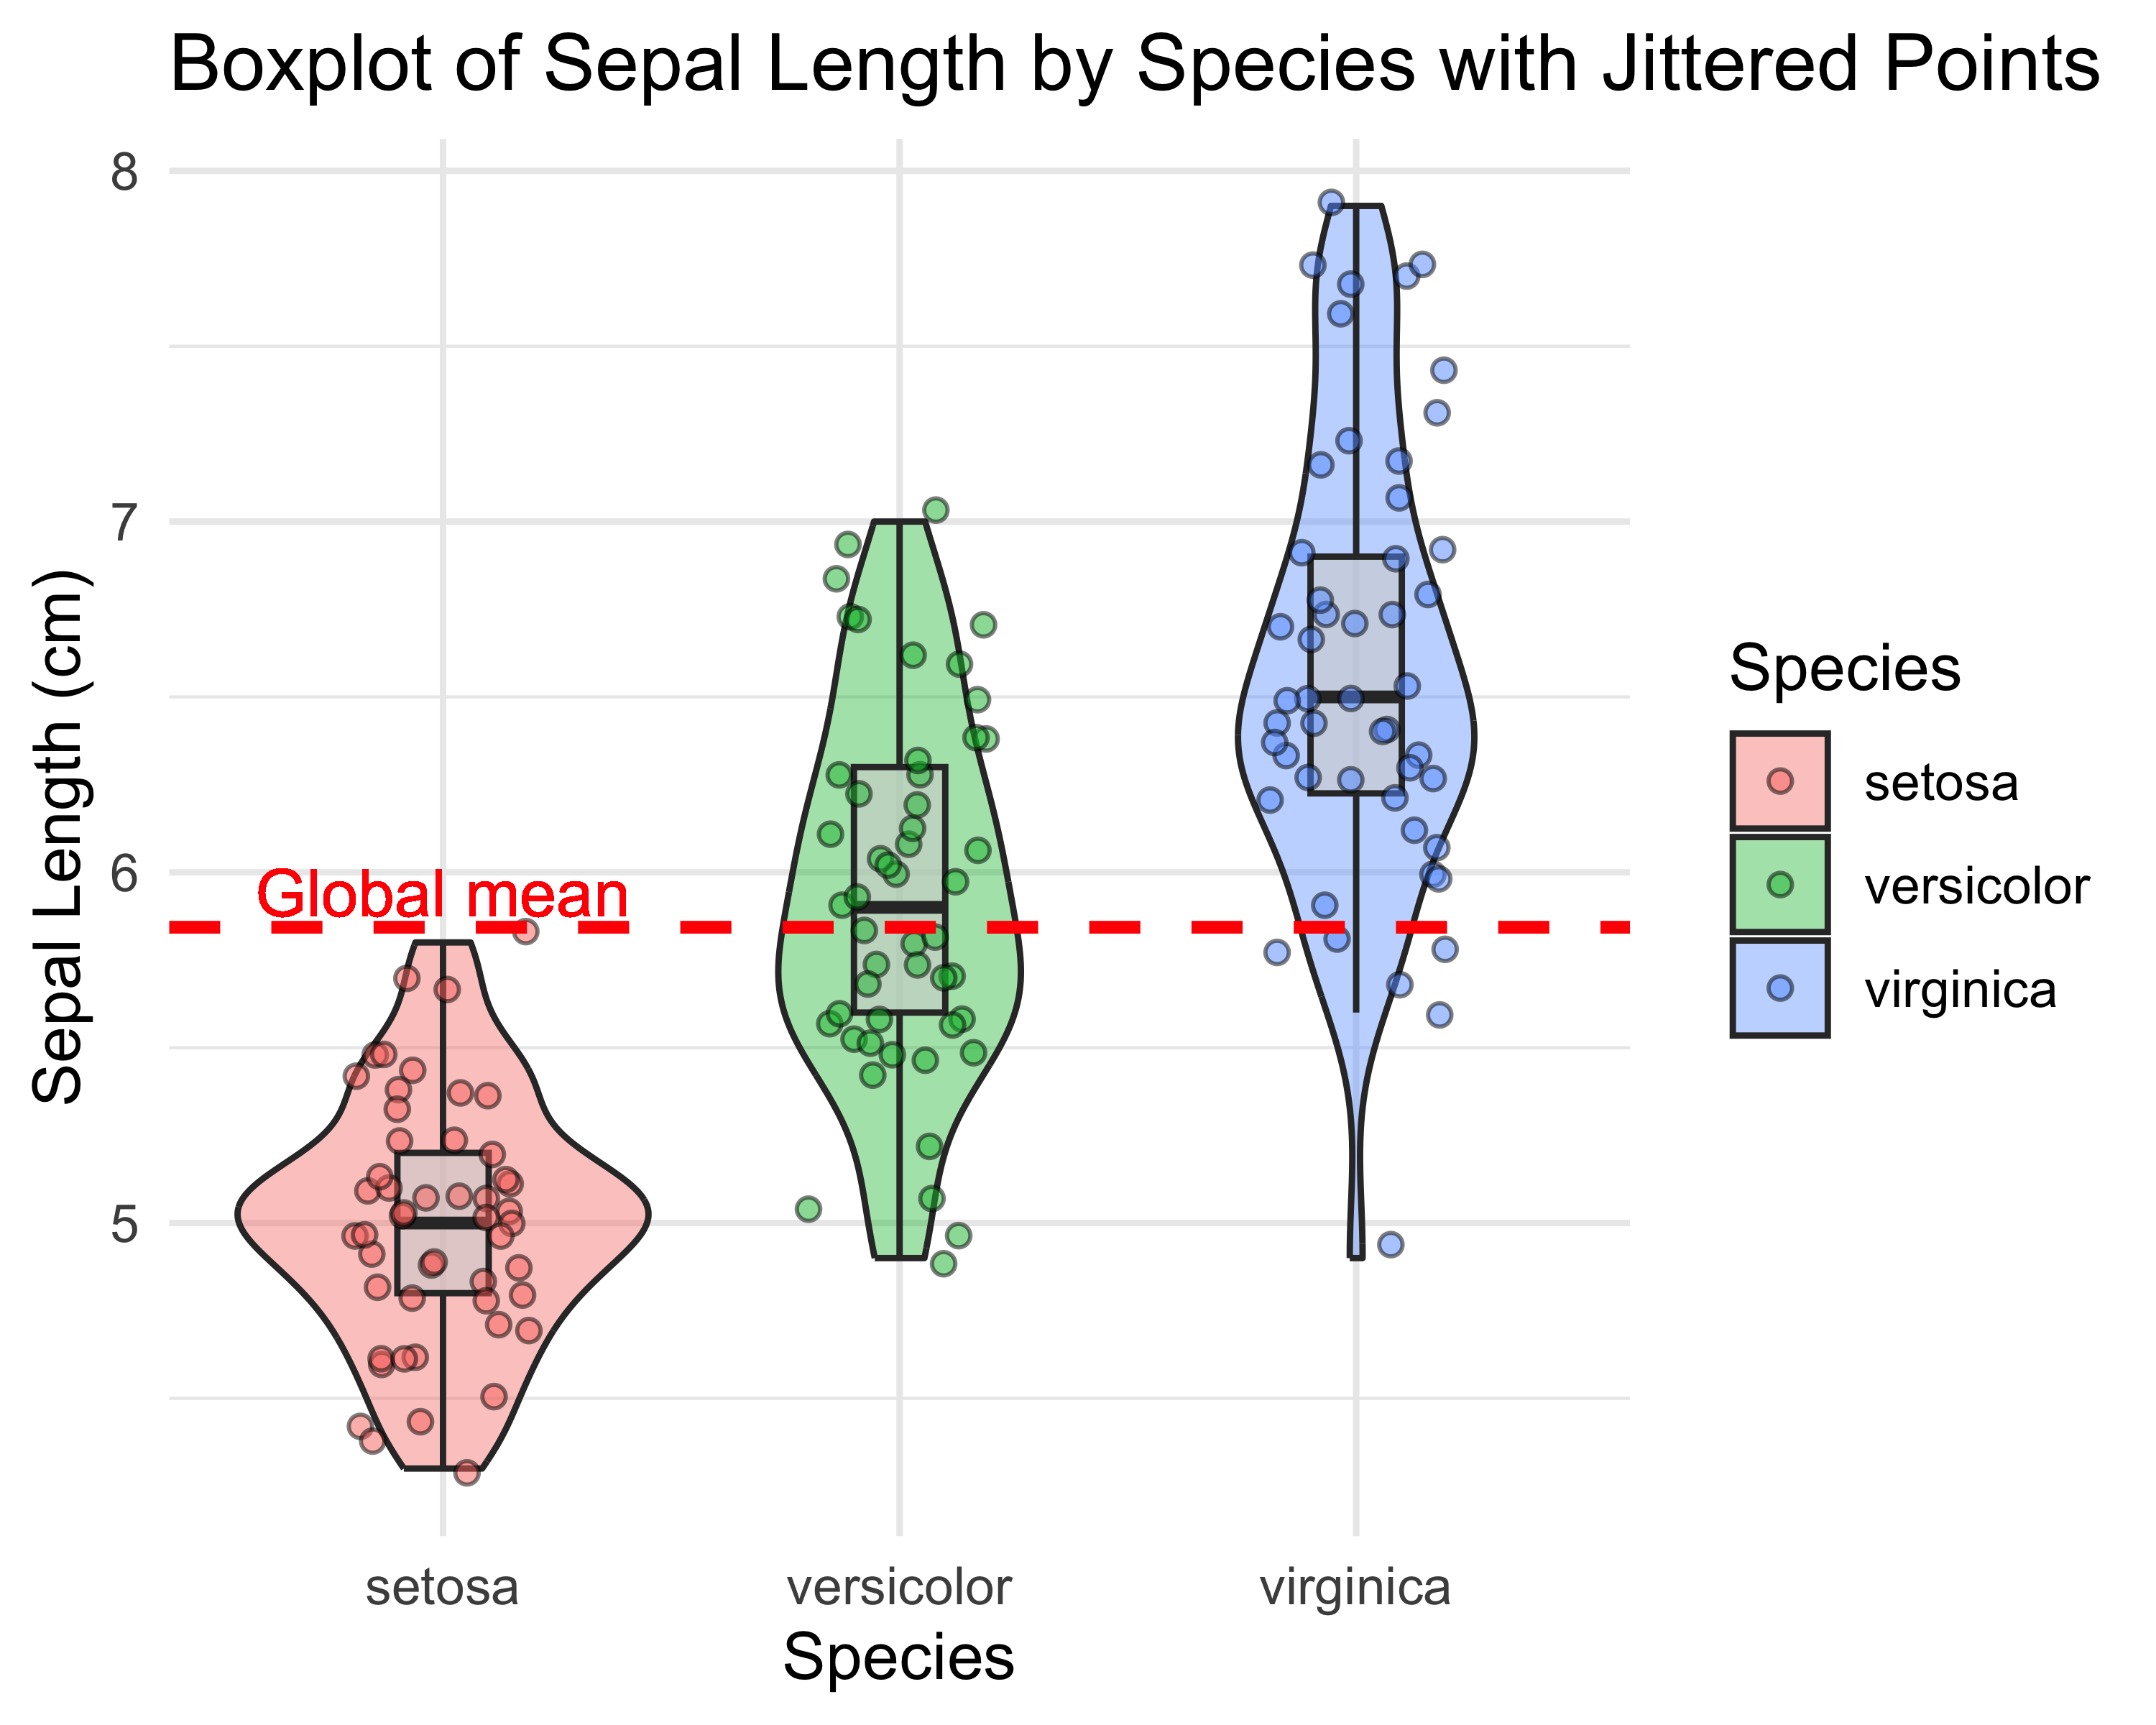 Boxplot of Sepal Length by Species with Jittered Points
Sepal Length (cm)
8
7
6
5
Global mean
setosa
versicolor
virginica
Species
Species
setosa
versicolor
virginica